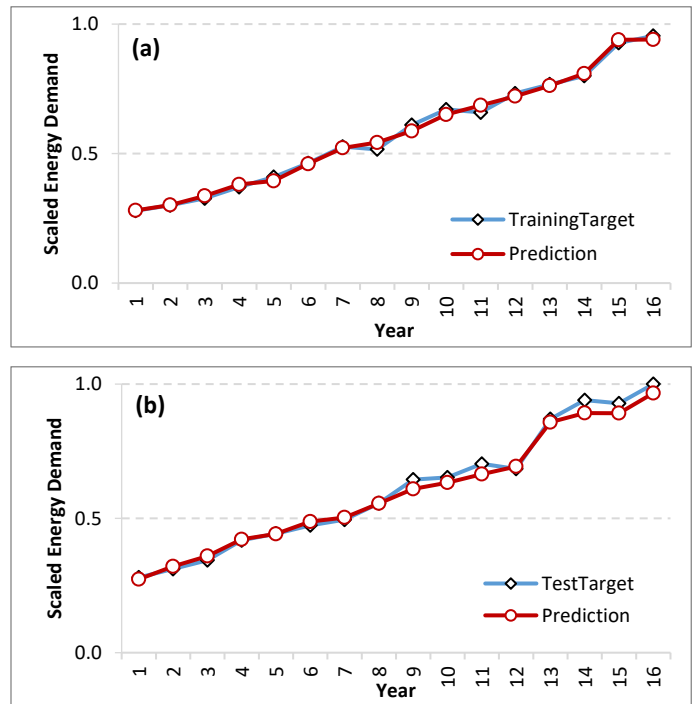 (a)
Scaled Energy Demand
1.0
0.5
0.0
TrainingTarget
Prediction
1 2 3 4 5 6 7 8 9 10 11 12 13 14 15 16
Year
(b)
Scaled Energy Demand
1.0
0.5
0.0
TestTarget
Prediction
1 2 3 4 5 6 7 8 9 10 11 12 13 14 15 16
Year